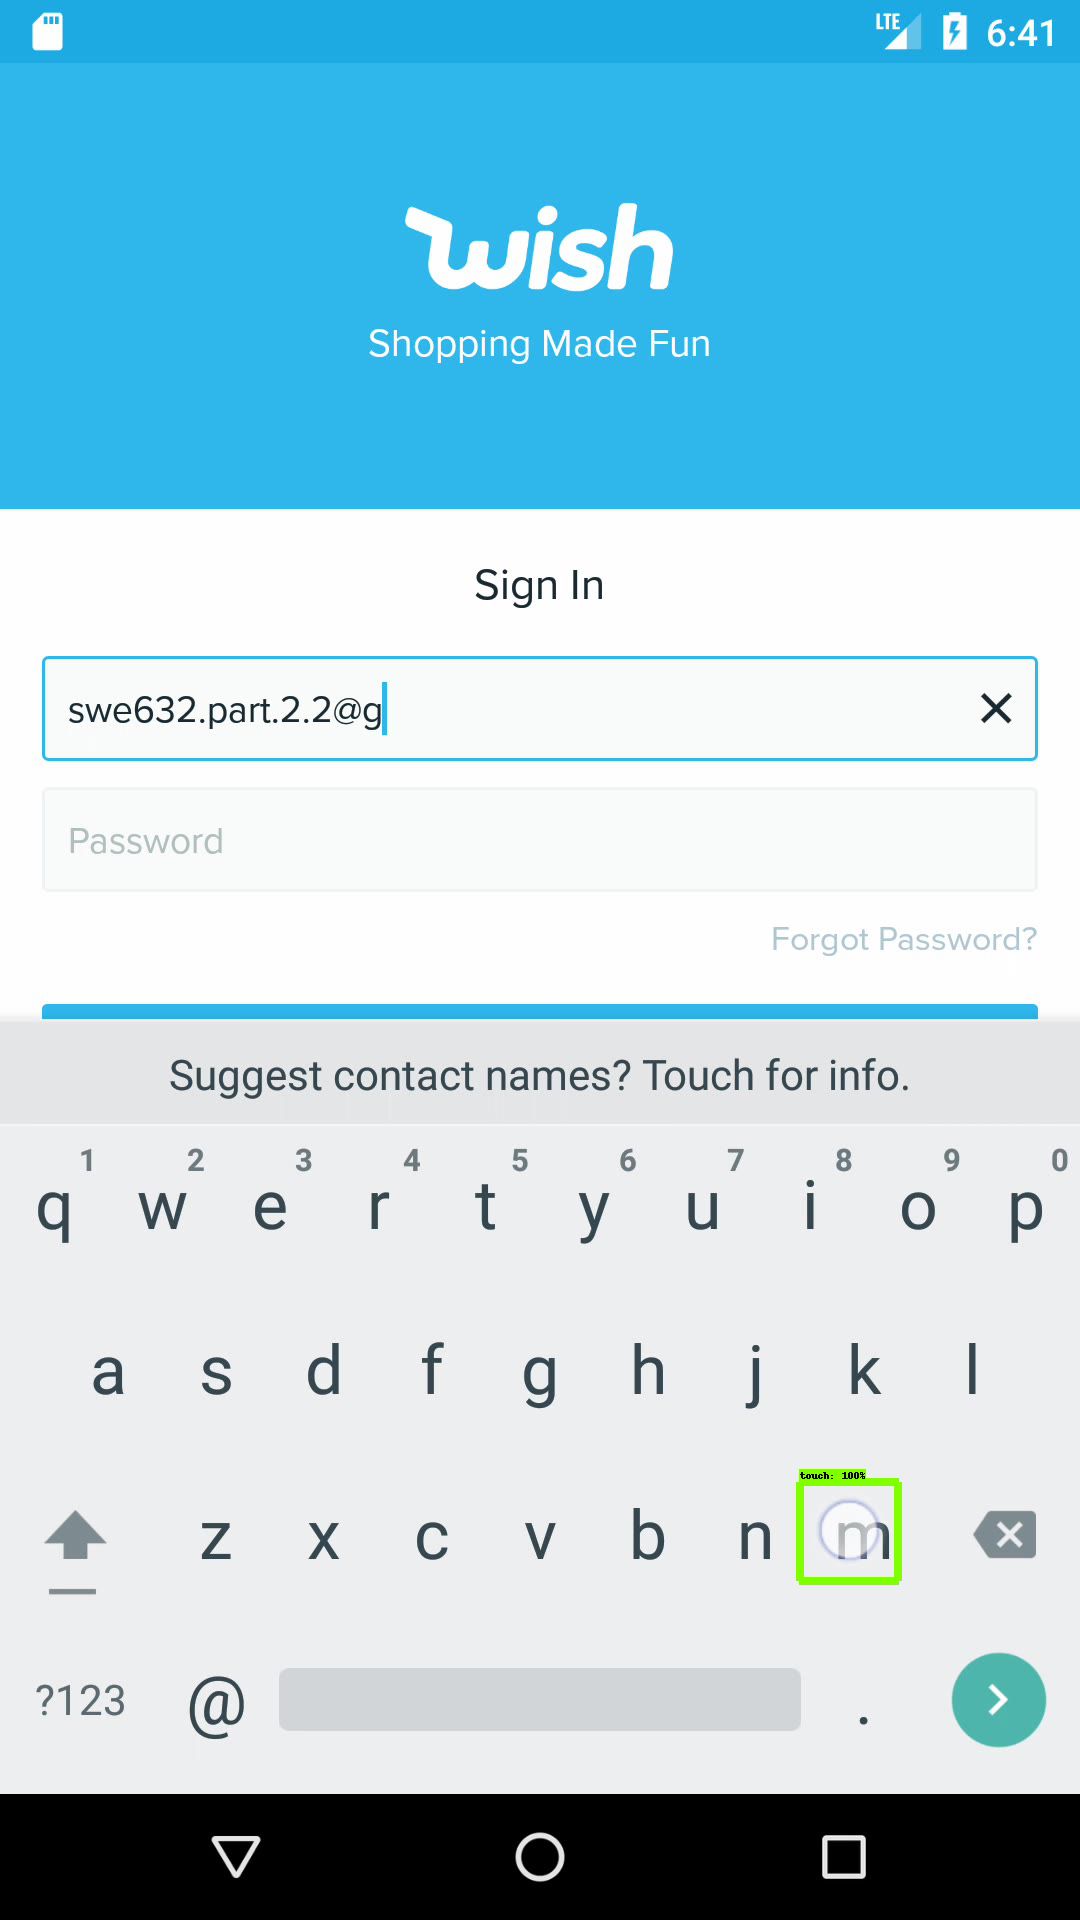 LTE 6:41
wish
Shopping Made Fun
Sign In
swe632.part.2.2@g
Password
Forgot Password?
Suggest contact names? Touch for info.
1 2 3 4 5 6 7 8 9 0
q w e r t y u i o p
a s d f g h j k l
touch: 100%
z x c v b n m
?123 @ .